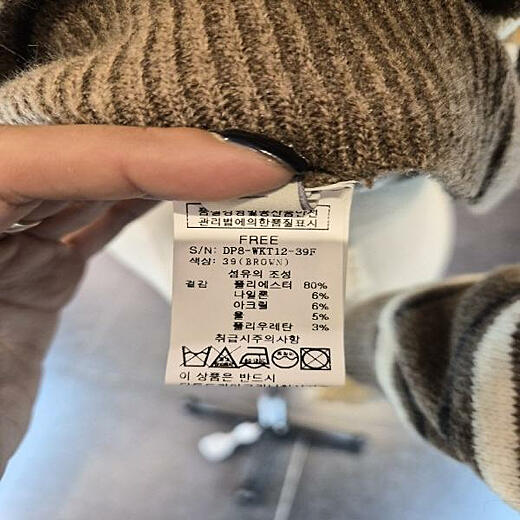 품질경영및공산품안전
관리법에의한품질표시
FREE
S/N: DP8-WKT12-39F
색상: 39(BROWN)
섬유의 조성
겉감 폴리에스터 80%
나일론 6%
아크릴 6%
울 5%
폴리우레탄 3%
취급시주의사항
이 상품은 반드시